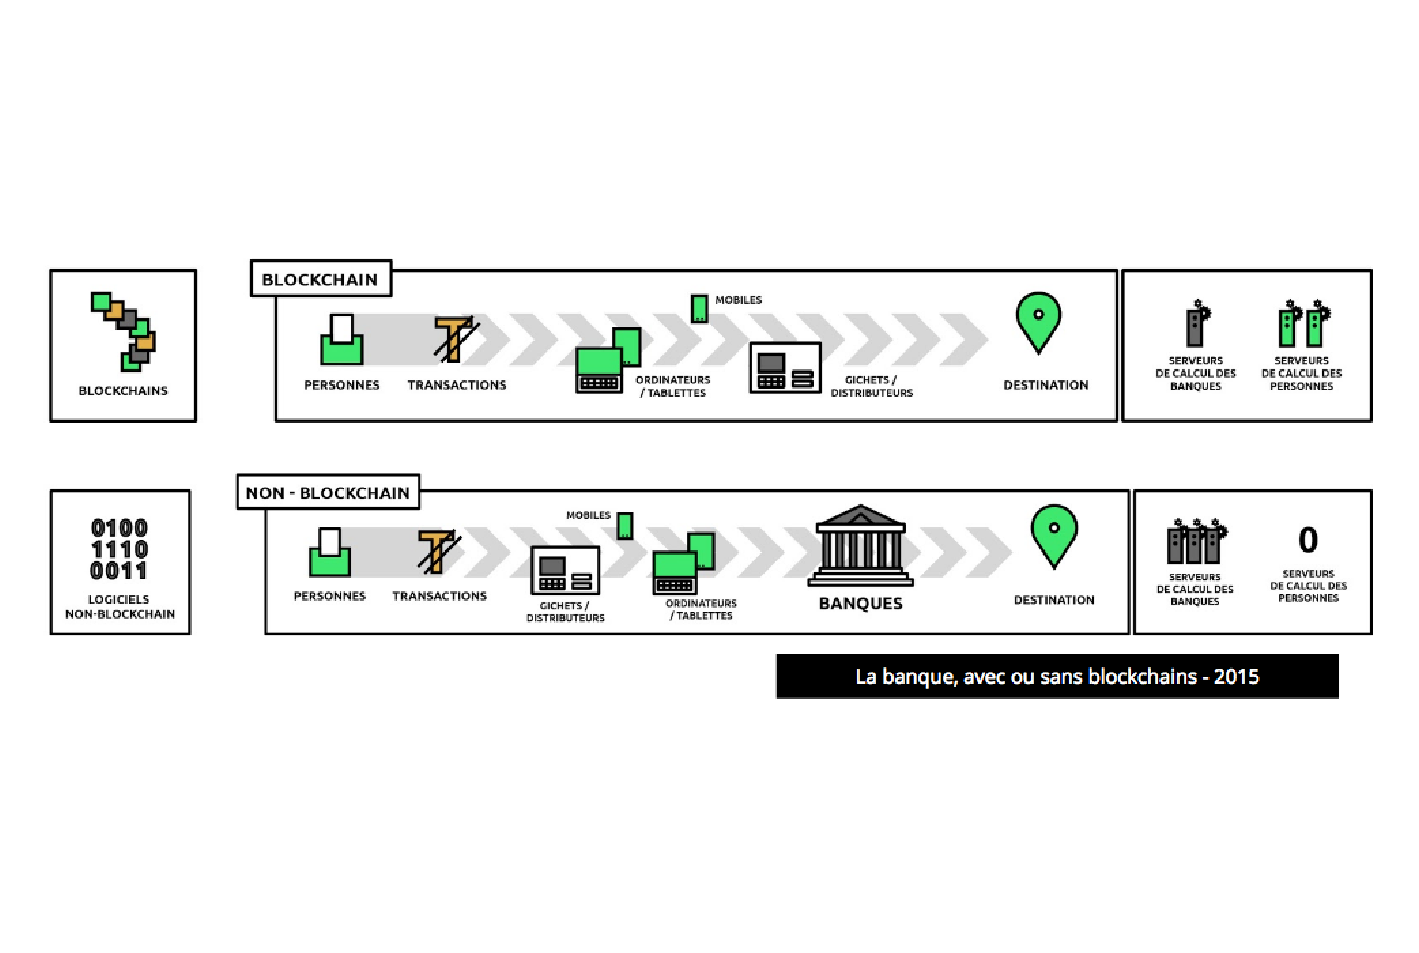 BLOCKCHAINS
BLOCKCHAIN
PERSONNES
TRANSACTIONS
MOBILES
ORDINATEURS
/ TABLETTES
GICHETS /
DISTRIBUTEURS
DESTINATION
SERVEURS
DE CALCUL DES
BANQUES
SERVEURS
DE CALCUL DES
PERSONNES
0100
1110
0011
LOGICIELS
NON-BLOCKCHAIN
NON - BLOCKCHAIN
PERSONNES
TRANSACTIONS
MOBILES
GICHETS /
DISTRIBUTEURS
ORDINATEURS
/ TABLETTES
BANQUES
DESTINATION
SERVEURS
DE CALCUL DES
BANQUES
0
SERVEURS
DE CALCUL DES
PERSONNES
La banque, avec ou sans blockchains - 2015